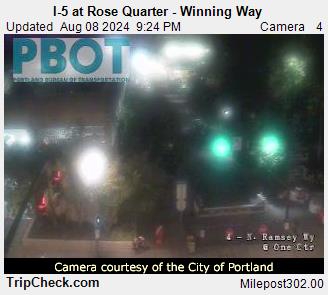 I-5 at Rose Quarter - Winning Way
Updated Aug 08 2024 9:24 PM Camera 4
PBOT
PORTLAND BUREAU OF TRANSPORTATION
4 - N. Ramsey Wy
@ One Ctr
Camera courtesy of the City of Portland
TripCheck.com Milepost302.00